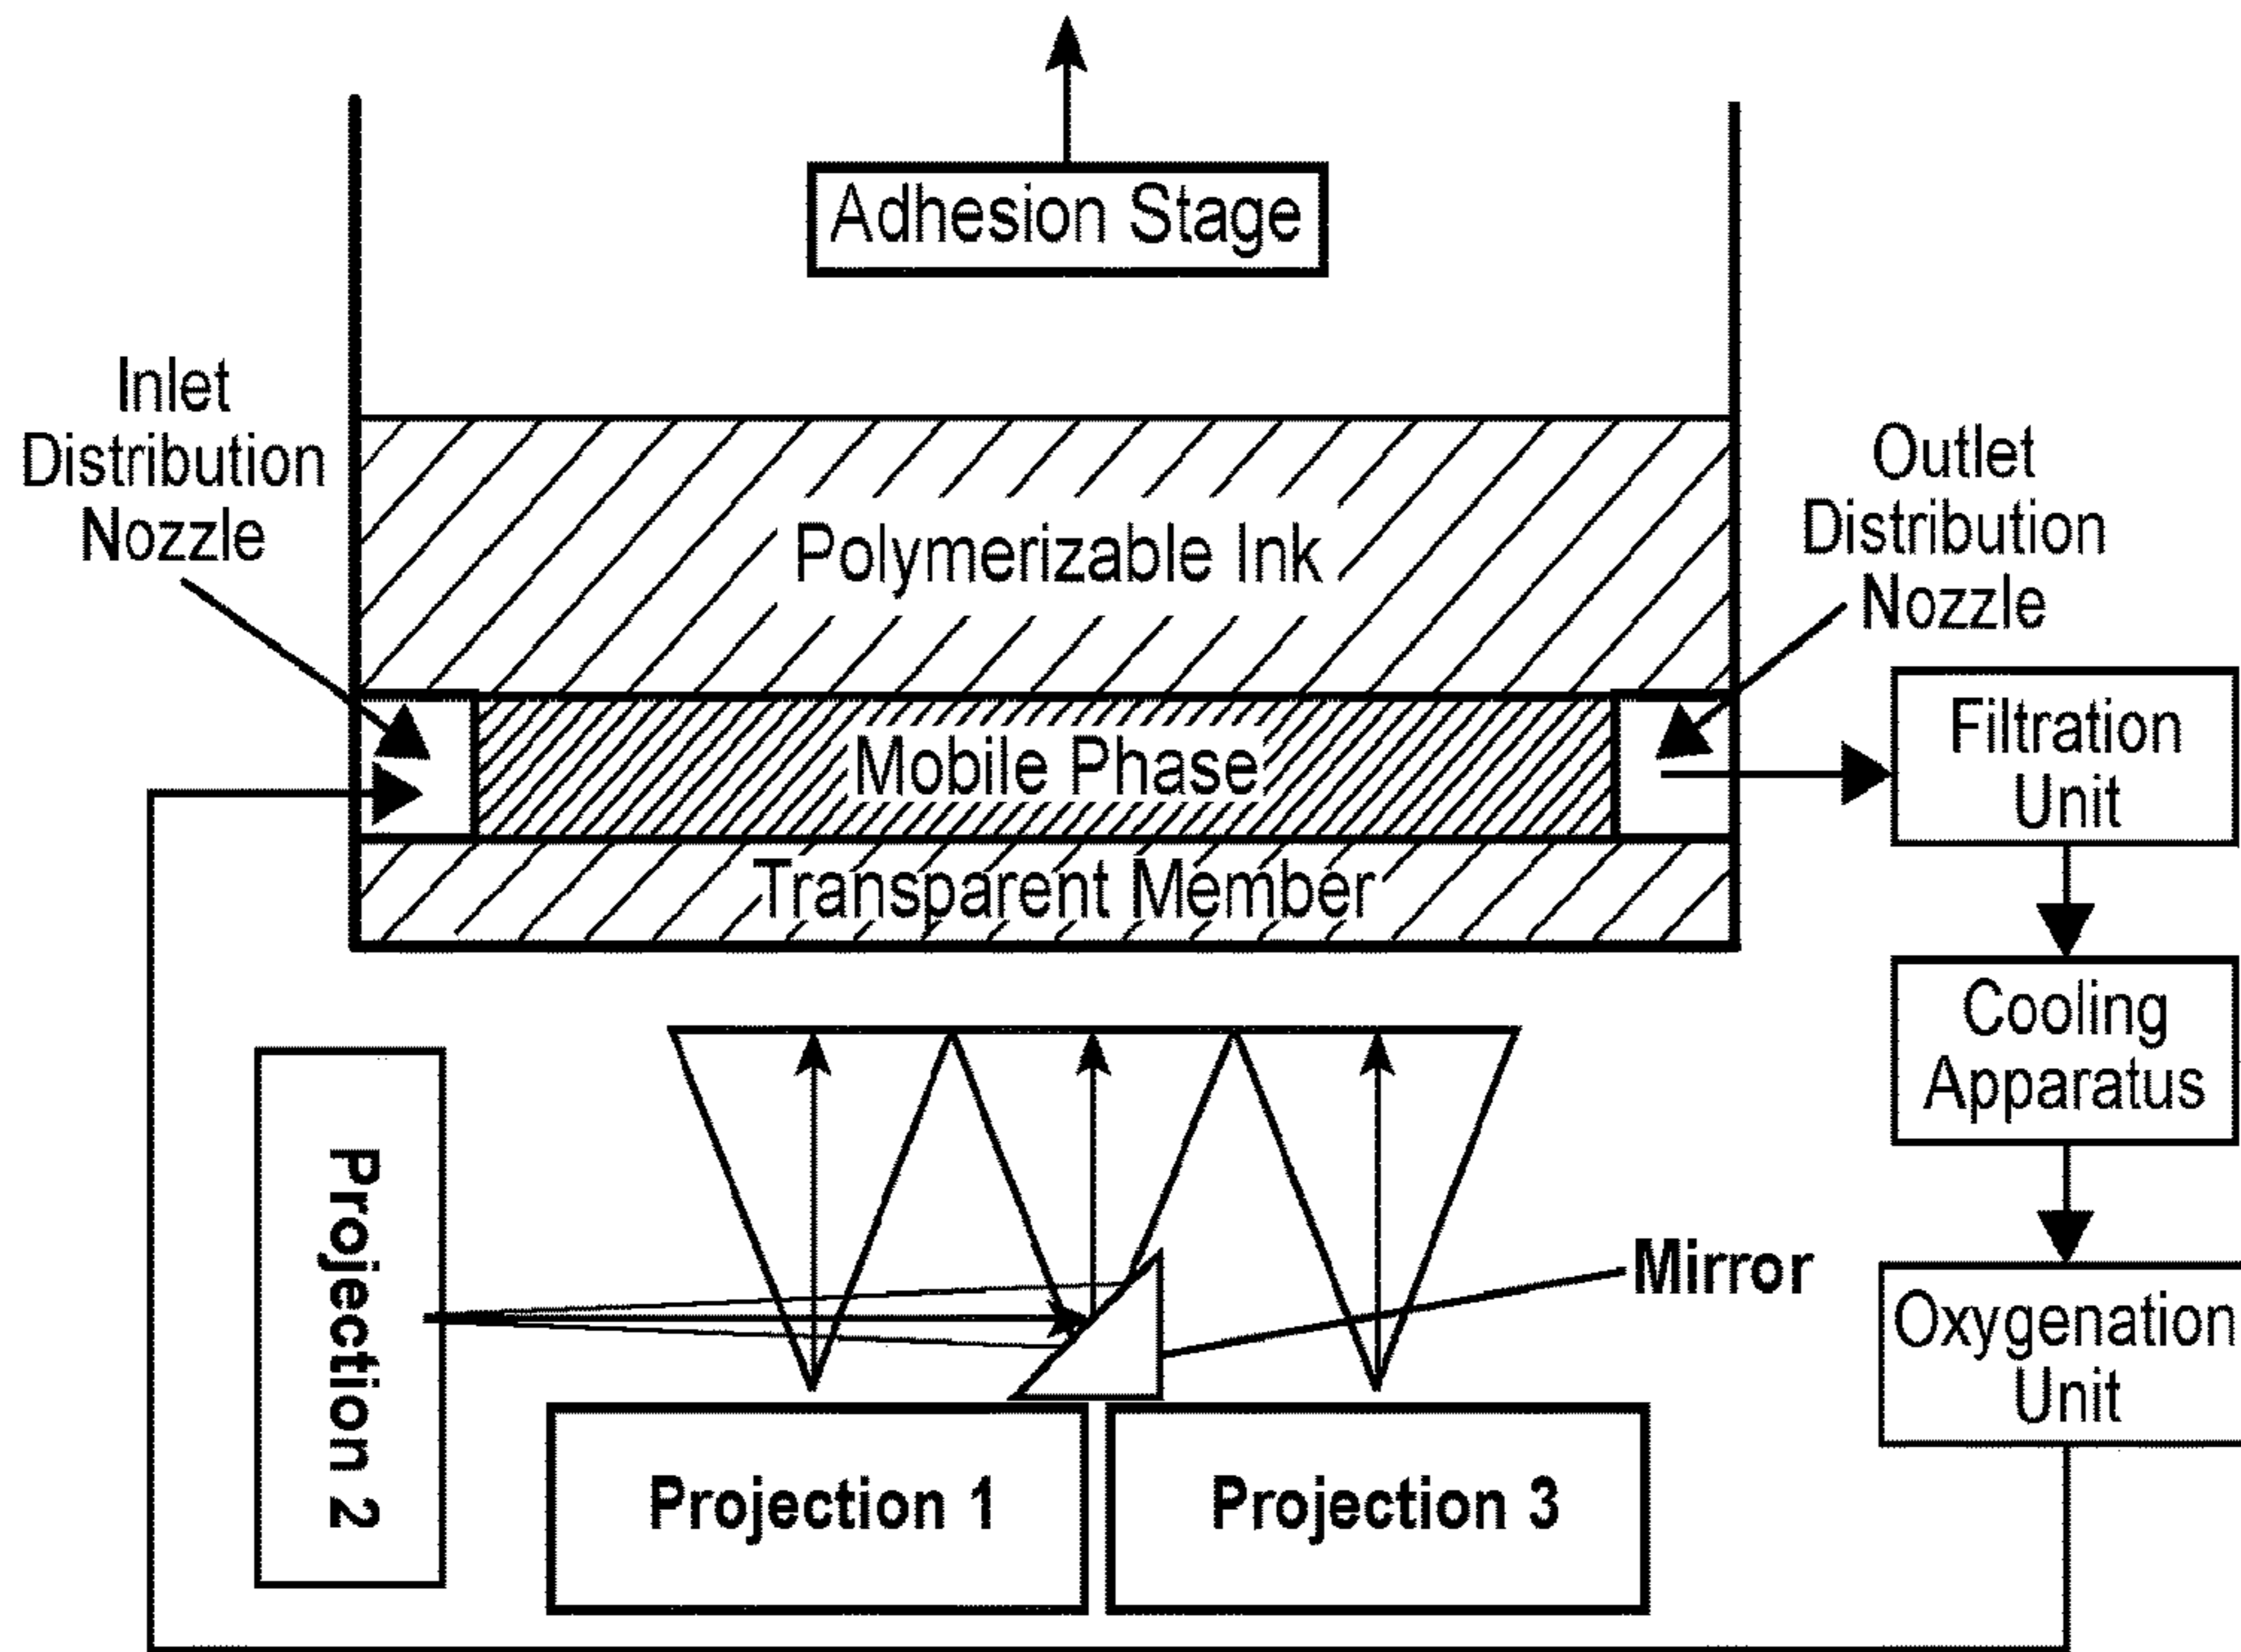 Adhesion Stage
Inlet
Distribution
Nozzle
Outlet
Distribution
Nozzle
Polymerizable Ink
Mobile Phase
Filtration
Unit
Transparent Member
Cooling
Apparatus
Projection 2
Mirror
Oxygenation
Unit
Projection 1
Projection 3